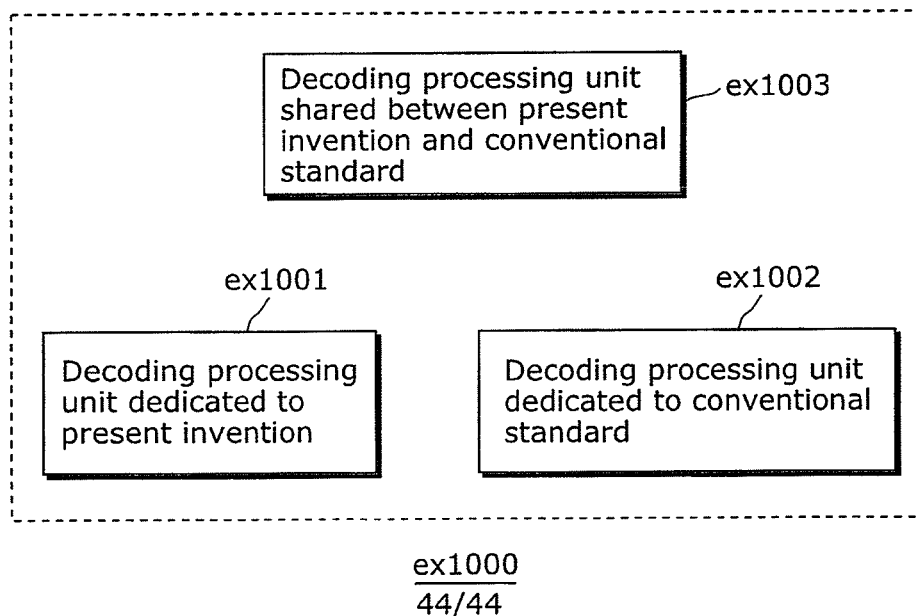 Decoding processing unit
shared between present
invention and conventional
standard
ex1003
ex1001
Decoding processing
unit dedicated to
present invention
ex1002
Decoding processing unit
dedicated to conventional
standard
ex1000
44/44